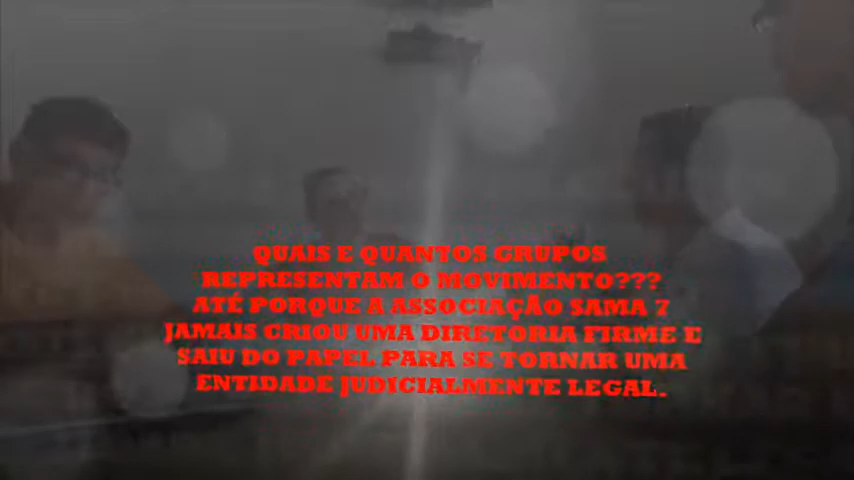 QUAIS E QUANTOS GRUPOS
REPRESENTAM O MOVIMENTO???
ATÉ PORQUE A ASSOCIAÇÃO SAMA 7
JAMAIS CRIOU UMA DIRETORIA FIRME E
SAIU DO PAPEL PARA SE TORNAR UMA
ENTIDADE JUDICIALMENTE LEGAL.